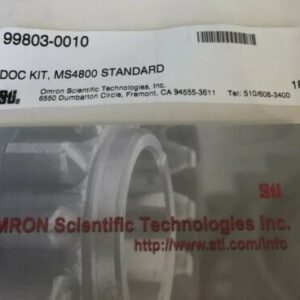 99803-0010
DOC KIT, MS4800 STANDARD
STI
Omron Scientific Technologies, Inc.
6550 Dumbarton Circle, Fremont, CA 94555-3611
Tel: 510/608-3400
STI
MRON Scientific Technologies Inc.
http://www.sti.com/info